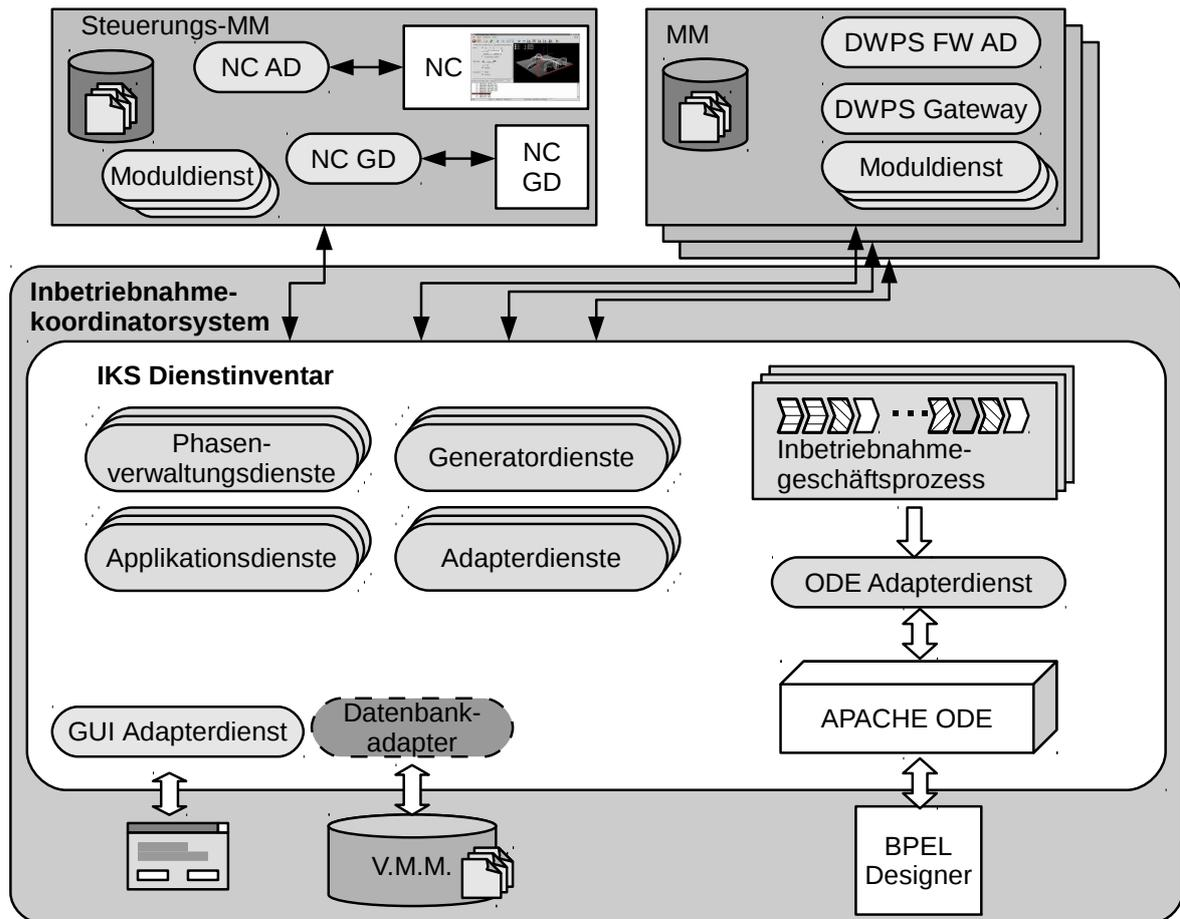 Steuerungs-MM
NC AD
NC
NC GD
NC
GD
Moduldienst
MM
DWPS FW AD
DWPS Gateway
Moduldienst
Inbetriebnahme-
koordinatorsystem
IKS Dienstinventar
Phasen-
verwaltungsdienste
Generatordienste
Applikationsdienste
Adapterdienste
Inbetriebnahme-
geschäftsprozess
ODE Adapterdienst
APACHE ODE
GUI Adapterdienst
Datenbank-
adapter
V.M.M.
BPEL
Designer